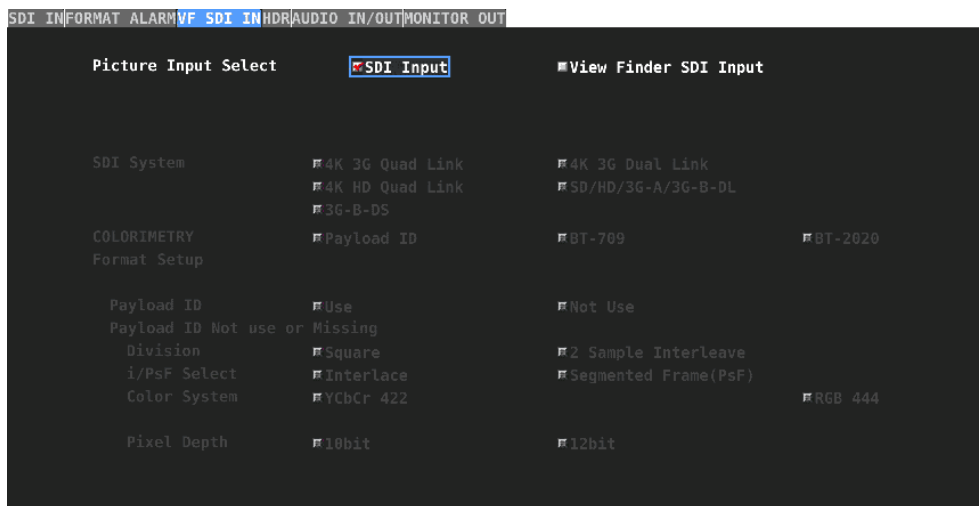 SDI IN FORMAT ALARM VF SDI IN HDR AUDIO IN/OUT MONITOR OUT
Picture Input Select SDI Input View Finder SDI Input
SDI System 4K 3G Quad Link 4K 3G Dual Link
4K HD Quad Link SD/HD/3G-A/3G-B-DL
3G-B-DS
COLORIMETRY Payload ID BT-709 BT-2020
Format Setup
Payload ID Use Not Use
Payload ID Not use or Missing
Division Square 2 Sample Interleave
i/PsF Select Interlace Segmented Frame(PsF)
Color System YCbCr 422 RGB 444
Pixel Depth 10bit 12bit